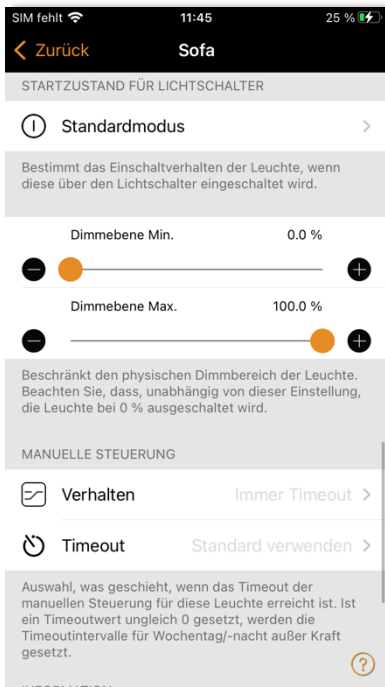 SIM fehlt 11:45 25 %
Zurück Sofa
STARTZUSTAND FÜR LICHTSCHALTER
Standardmodus
Bestimmt das Einschaltverhalten der Leuchte, wenn
diese über den Lichtschalter eingeschaltet wird.
Dimmebene Min. 0.0 %
Dimmebene Max. 100.0 %
Beschränkt den physischen Dimmbereich der Leuchte.
Beachten Sie, dass, unabhängig von dieser Einstellung,
die Leuchte bei 0 % ausgeschaltet wird.
MANUELLE STEUERUNG
Verhalten Immer Timeout
Timeout Standard verwenden
Auswahl, was geschieht, wenn das Timeout der
manuellen Steuerung für diese Leuchte erreicht ist. Ist
ein Timeoutwert ungleich 0 gesetzt, werden die
Timeoutintervalle für Wochentag/-nacht außer Kraft
gesetzt.
INFORMATION